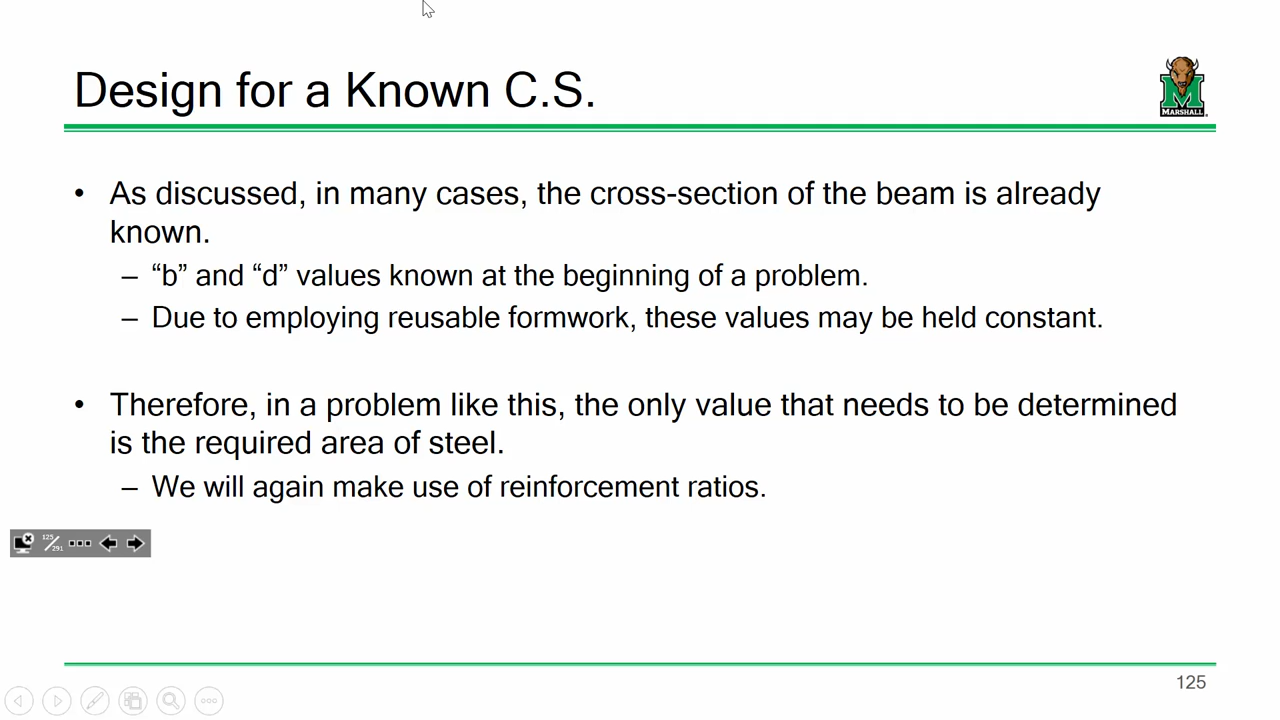 Design for a Known C.S.
MARSHALL
• As discussed, in many cases, the cross-section of the beam is already
known.
– “b” and “d” values known at the beginning of a problem.
– Due to employing reusable formwork, these values may be held constant.
• Therefore, in a problem like this, the only value that needs to be determined
is the required area of steel.
– We will again make use of reinforcement ratios.
125/291
125